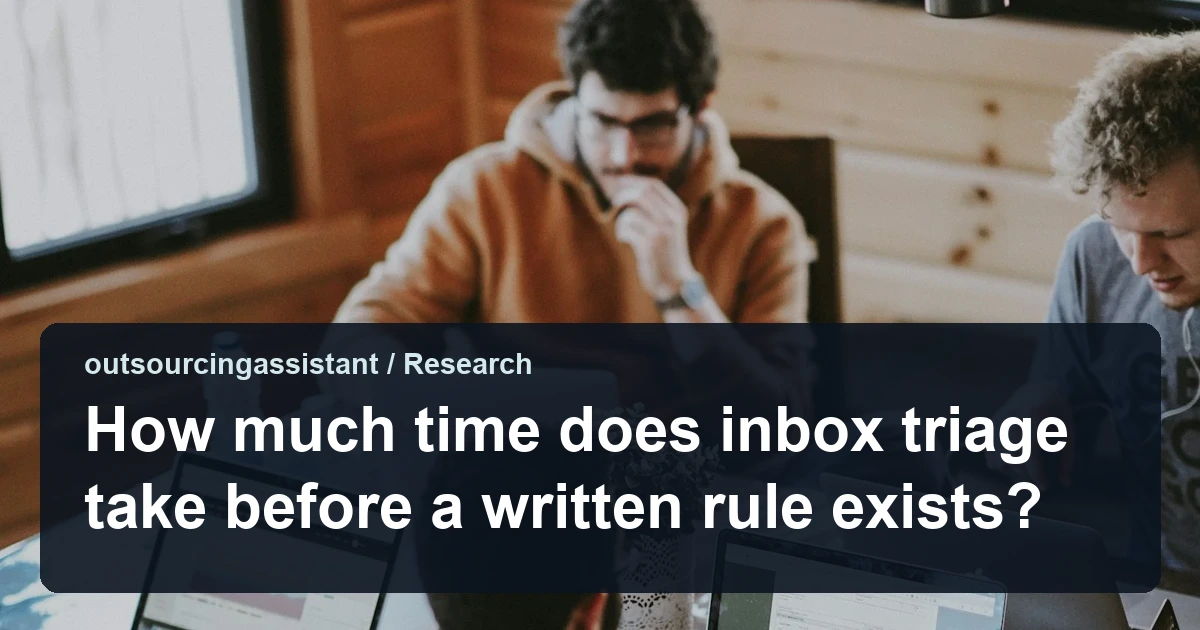 outsourcingassistant / Research
How much time does inbox triage
take before a written rule exists?